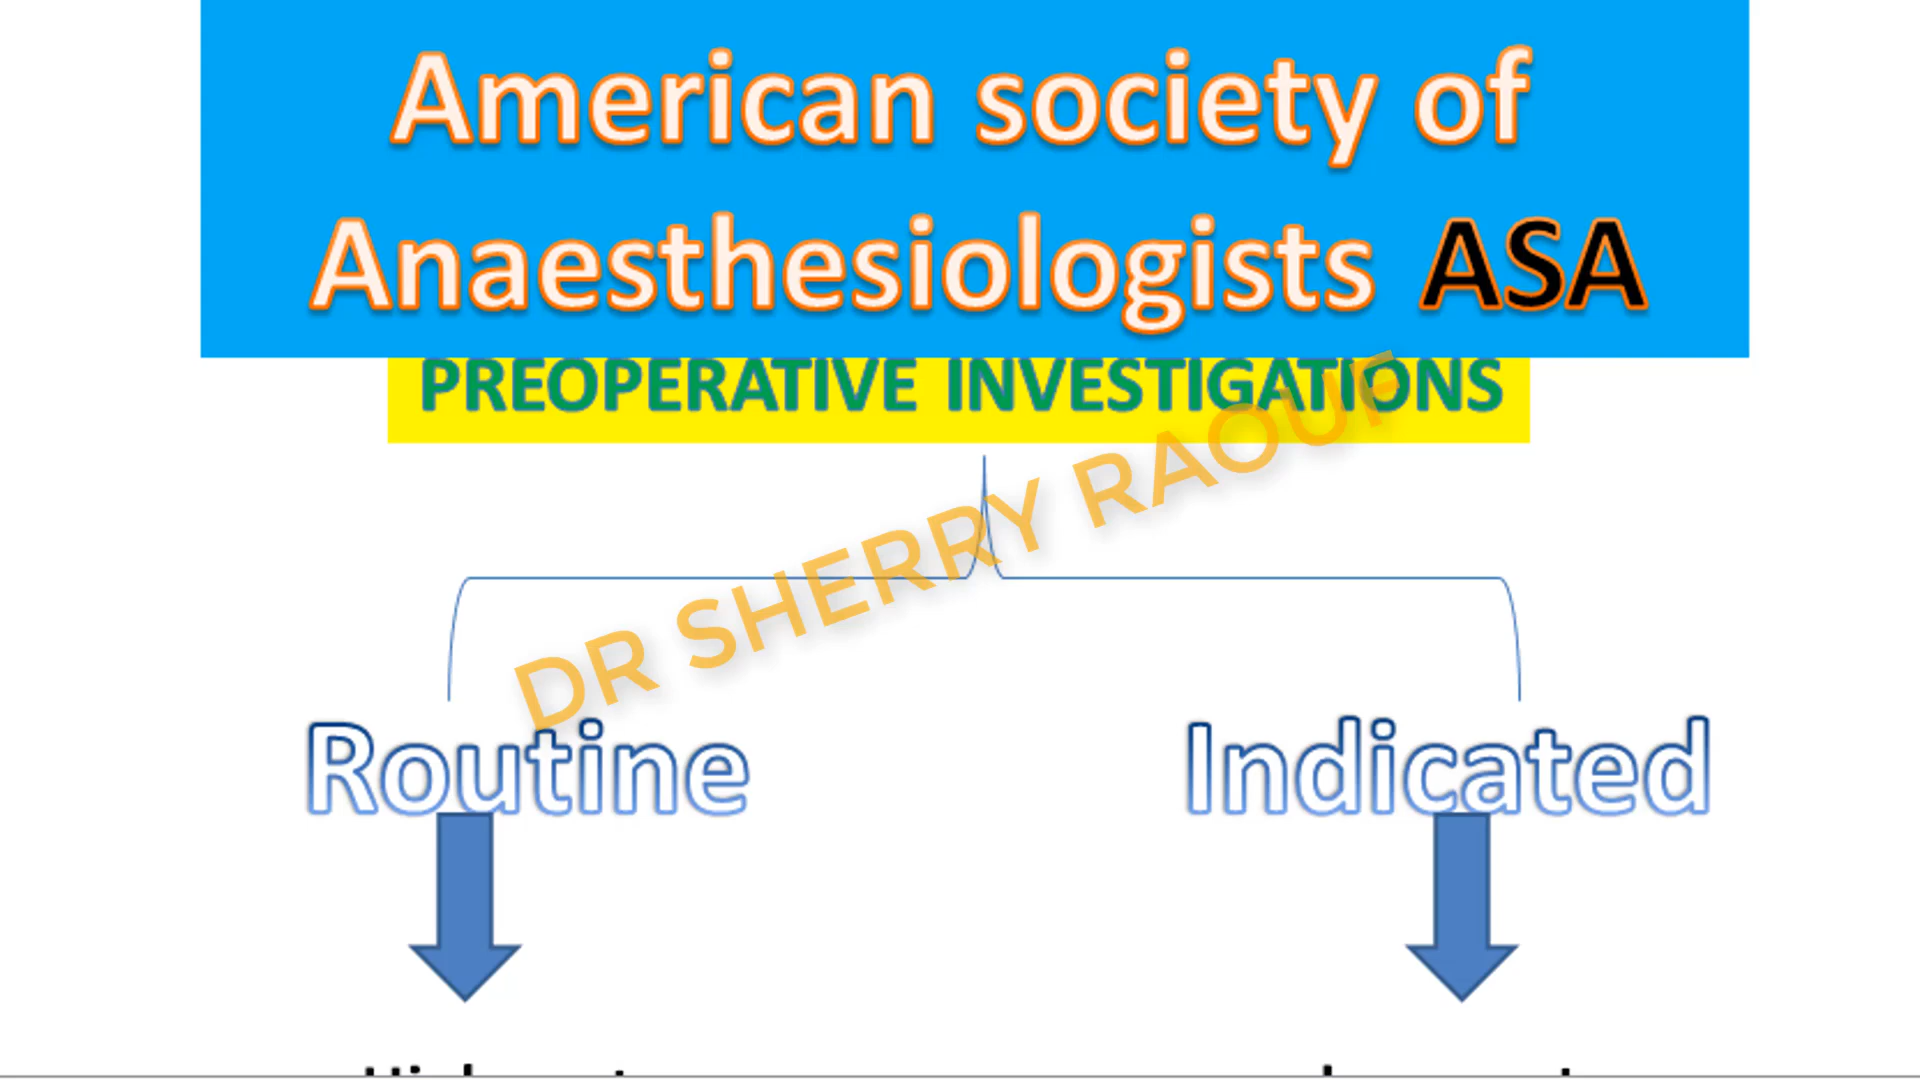 American society of
Anaesthesiologists ASA
PREOPERATIVE INVESTIGATIONS
DR SHERRY RAOUF
Routine
Indicated